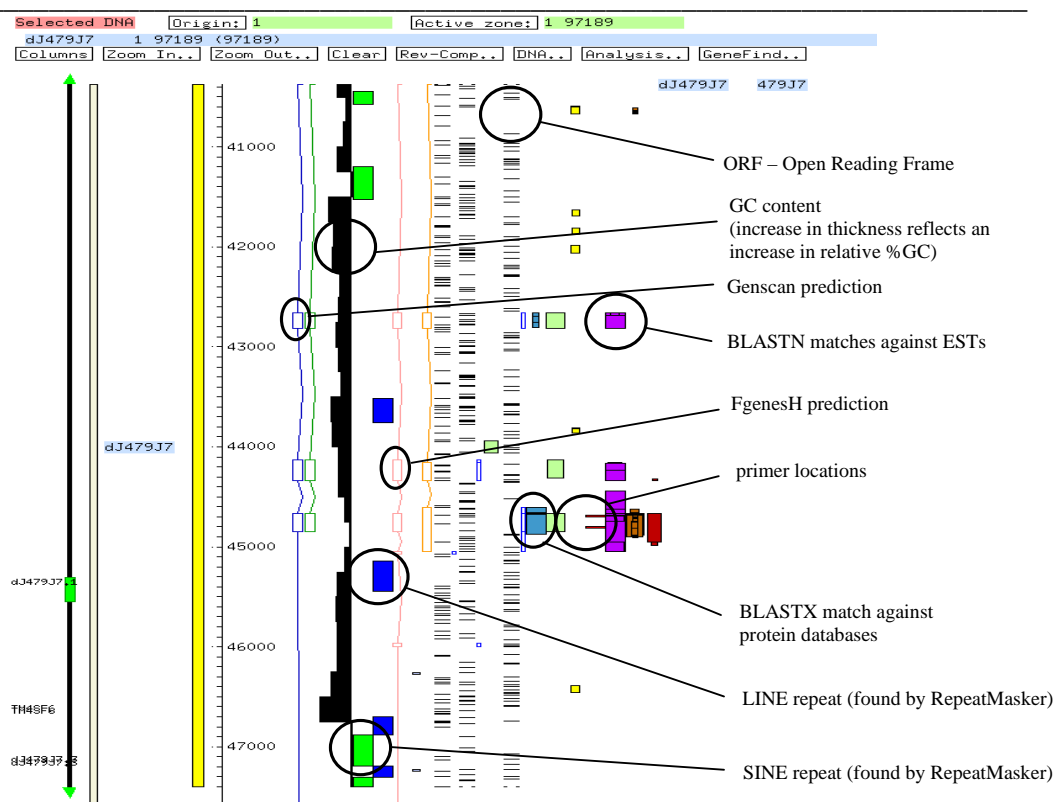 Selected DNA Origin: 1 Active zone: 1 97189
dJ479J7 1 97189 (97189)
Columns Zoom In.. Zoom Out.. Clear Rev-Comp.. DNA.. Analysis.. GeneFind..
dJ479J7 479J7
41000
ORF – Open Reading Frame
GC content
(increase in thickness reflects an
increase in relative %GC)
42000
Genscan prediction
43000
BLASTN matches against ESTs
FgenesH prediction
dJ479J7
44000
primer locations
45000
dJ479J7.1
BLASTX match against
protein databases
46000
LINE repeat (found by RepeatMasker)
TM4SF6
47000
SINE repeat (found by RepeatMasker)